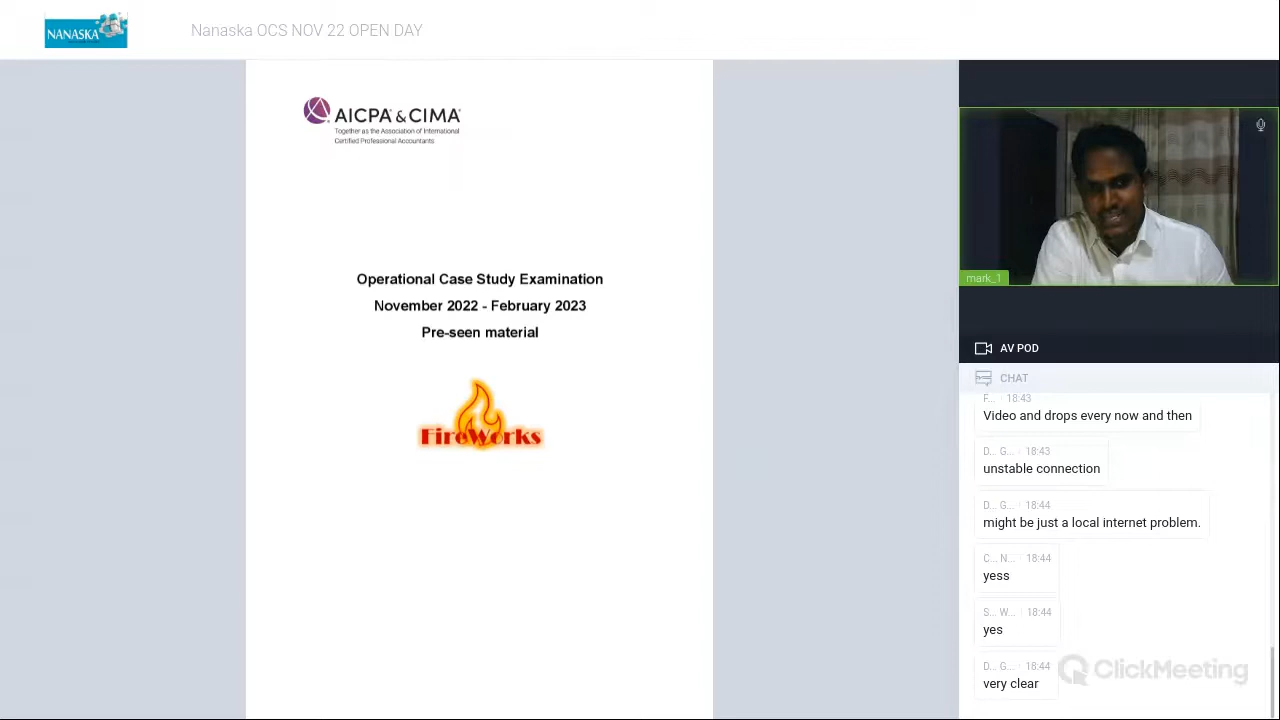 NANASKA
Nanaska OCS NOV 22 OPEN DAY
AICPA & CIMA
Together as the Association of International
Certified Professional Accountants
Operational Case Study Examination
November 2022 - February 2023
Pre-seen material
FireWorks
mark_1
AV POD
CHAT
F... 18:43
Video and drops every now and then
D... G... 18:43
unstable connection
D... G... 18:44
might be just a local internet problem.
C... N... 18:44
yess
S... W... 18:44
yes
D... G... 18:44
very clear
ClickMeeting